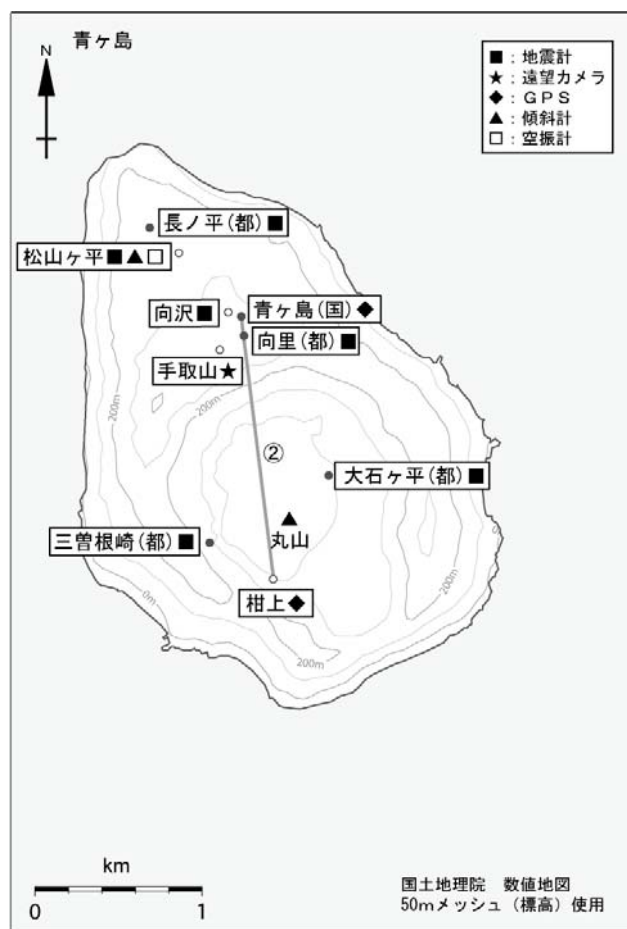 青ヶ島
N
■:地震計
★:遠望カメラ
◆:GPS
▲:傾斜計
□:空振計
長ノ平(都)■
松山ヶ平■▲□
向沢■
青ヶ島(国)◆
向里(都)■
手取山★
200m
200m
②
大石ヶ平(都)■
丸山
三曽根崎(都)■
0m
0m
柑上◆
200m
200m
km
0 1
国土地理院 数値地図
50mメッシュ(標高)使用